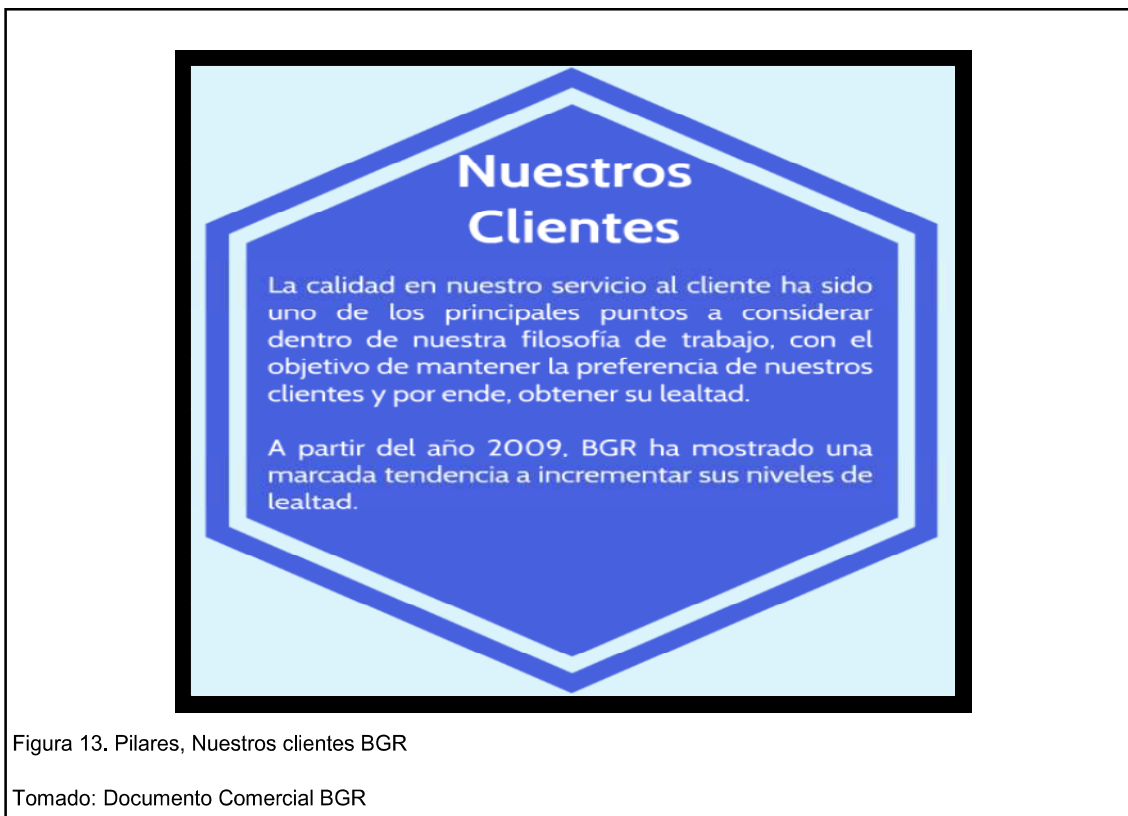 Nuestros
Clientes
La calidad en nuestro servicio al cliente ha sido
uno de los principales puntos a considerar
dentro de nuestra filosofía de trabajo, con el
objetivo de mantener la preferencia de nuestros
clientes y por ende, obtener su lealtad.
A partir del año 2009, BGR ha mostrado una
marcada tendencia a incrementar sus niveles de
lealtad.
Figura 13. Pilares, Nuestros clientes BGR
Tomado: Documento Comercial BGR